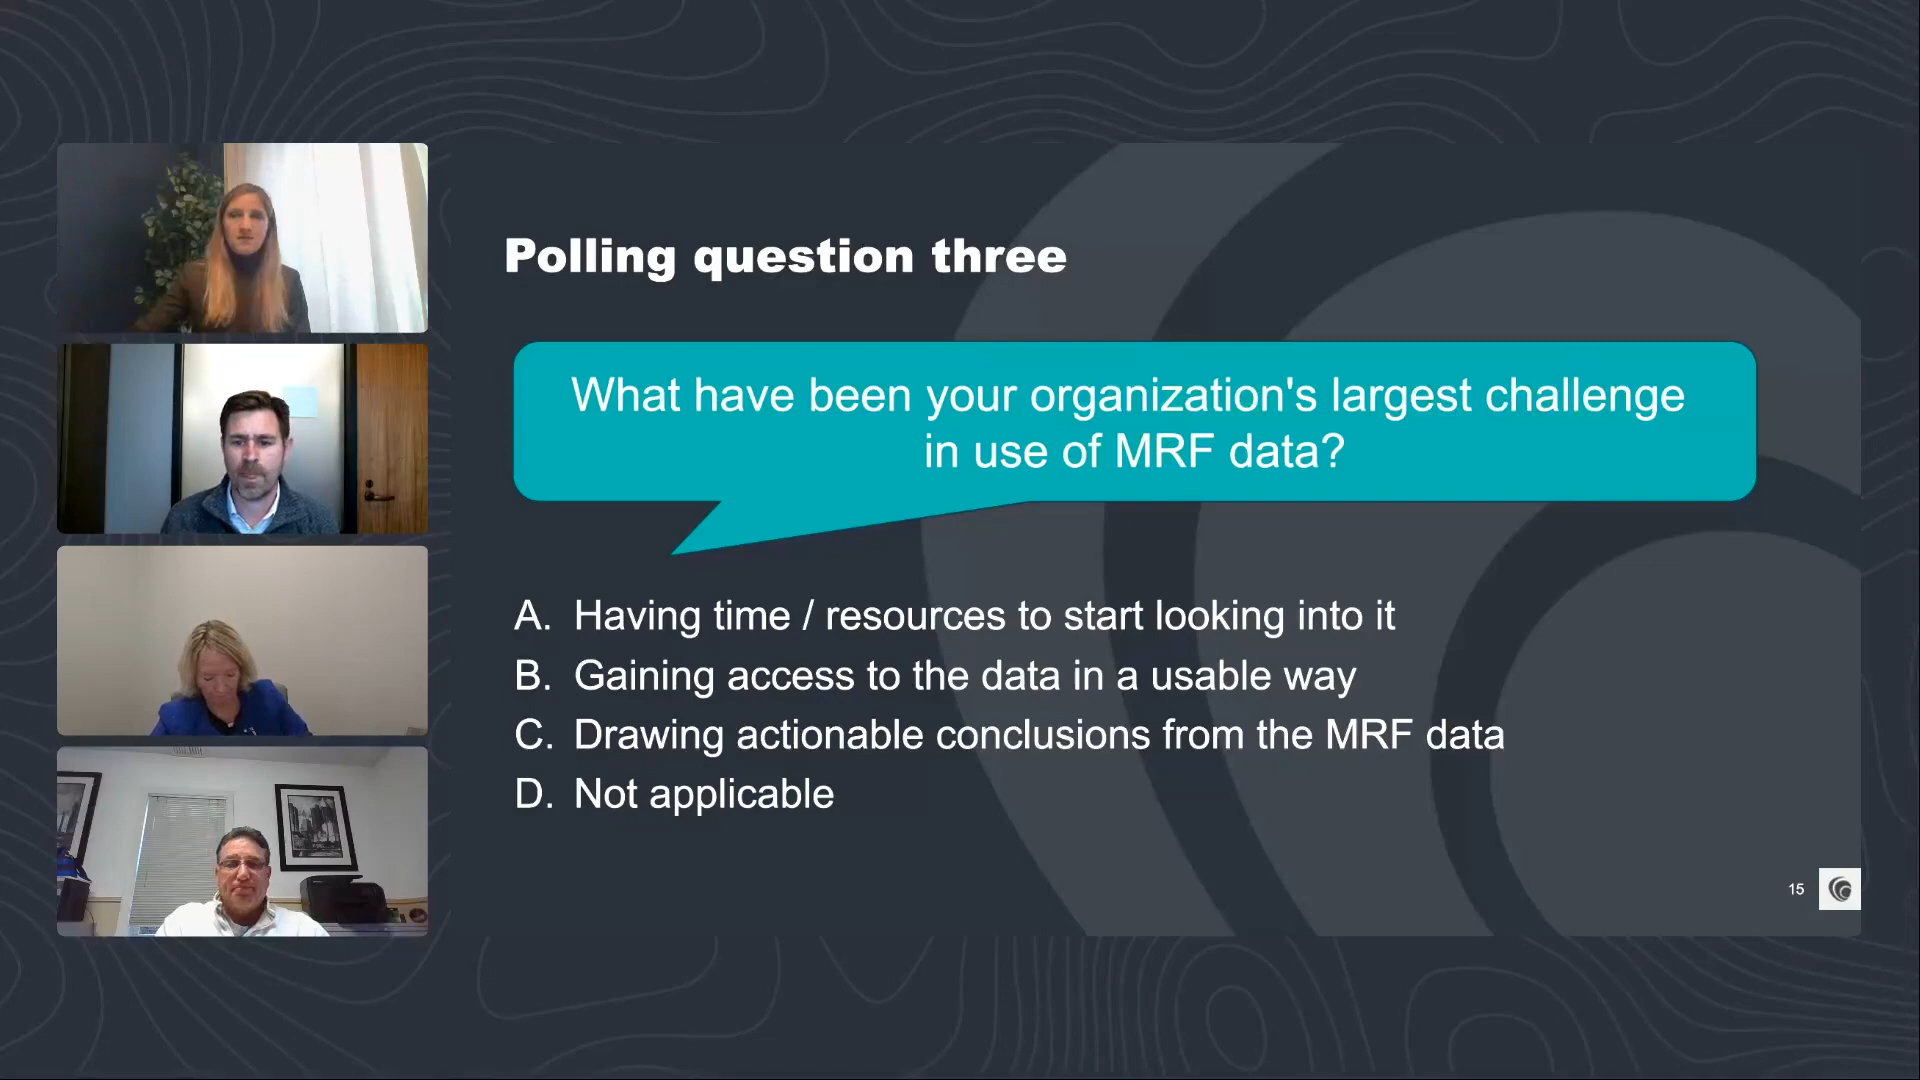 Polling question three
What have been your organization's largest challenge
in use of MRF data?
A. Having time / resources to start looking into it
B. Gaining access to the data in a usable way
C. Drawing actionable conclusions from the MRF data
D. Not applicable
15